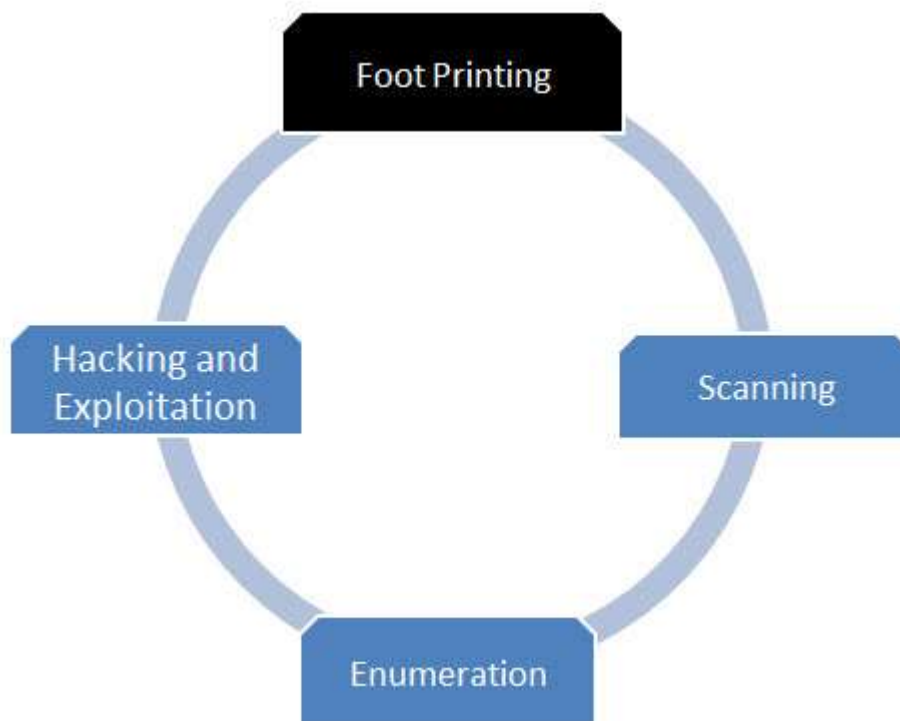 Foot Printing
Hacking and
Exploitation
Scanning
Enumeration